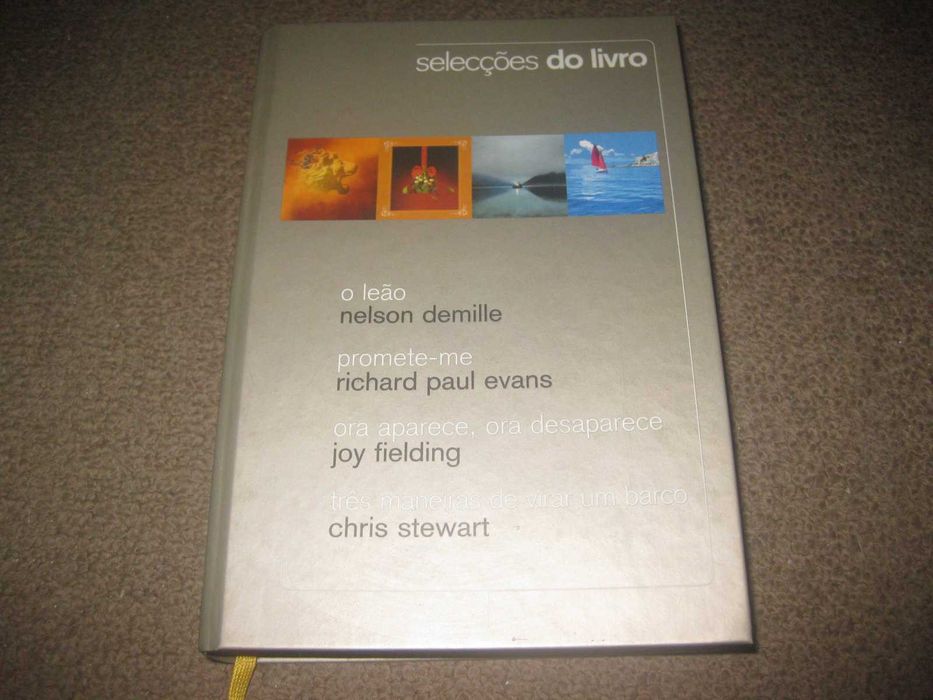 selecções do livro
o leão
nelson demille
promete-me
richard paul evans
ora aparece, ora desaparece
joy fielding
três maneiras de virar um barco
chris stewart